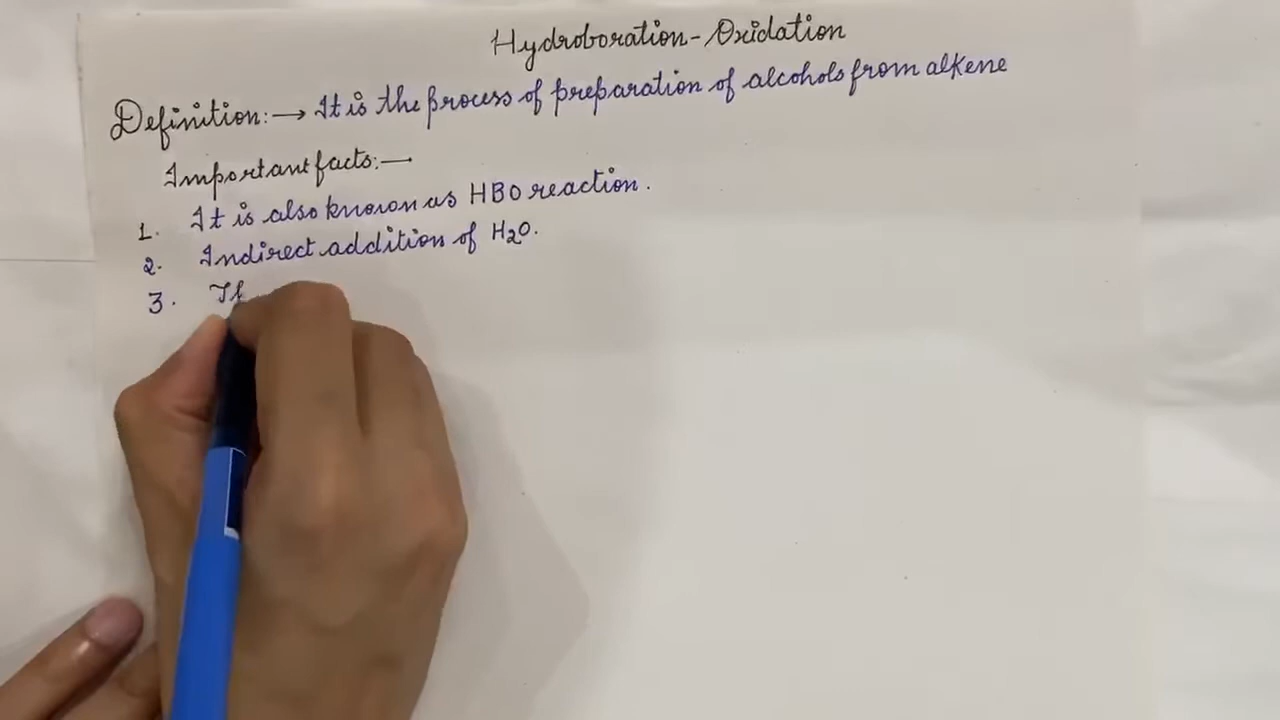 Hydroboration-Oxidation
Definition:→ It is the process of preparation of alcohols from alkene
Important facts:—
1. It is also known as HBO reaction.
2. Indirect addition of H₂O.
3.